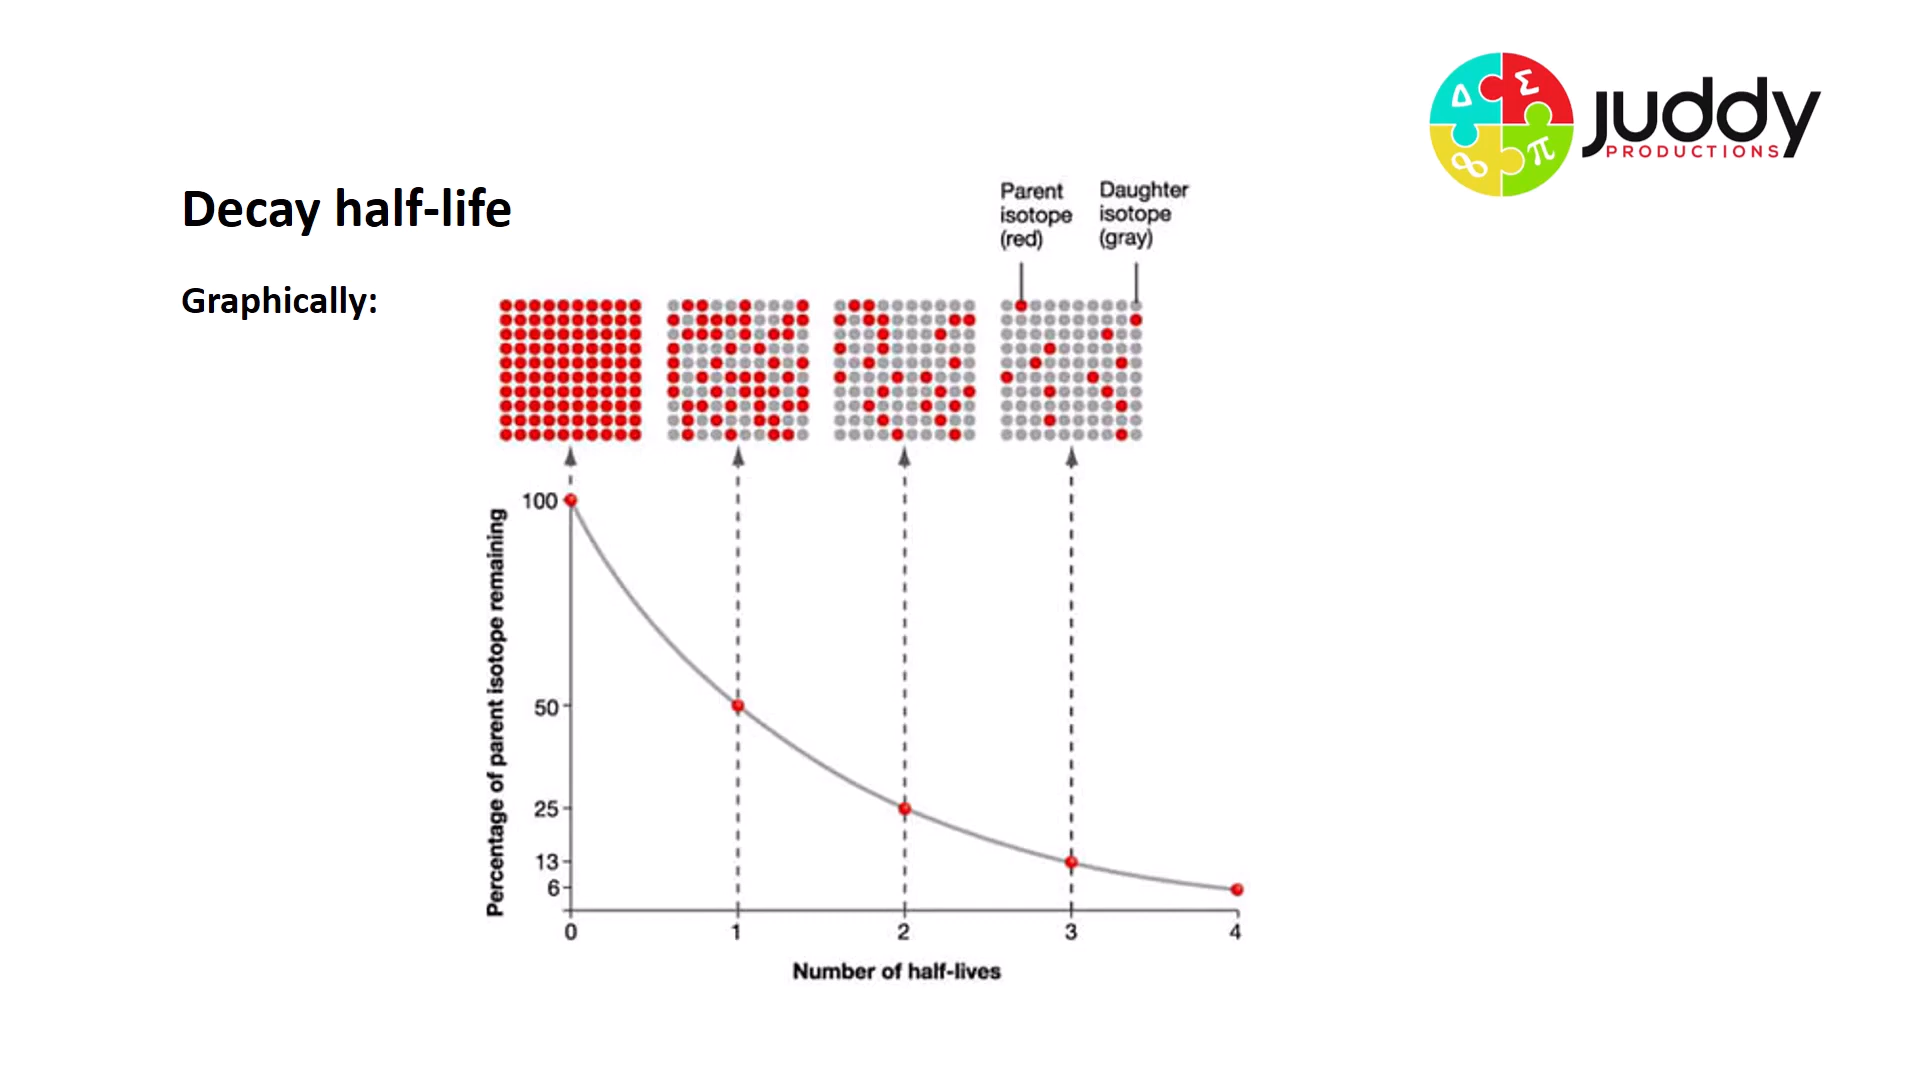 Δ Σ
∞ π
juddy
PRODUCTIONS
Decay half-life
Graphically:
Parent
isotope
(red)
Daughter
isotope
(gray)
Percentage of parent isotope remaining
100
50
25
13
6
0 1 2 3 4
Number of half-lives